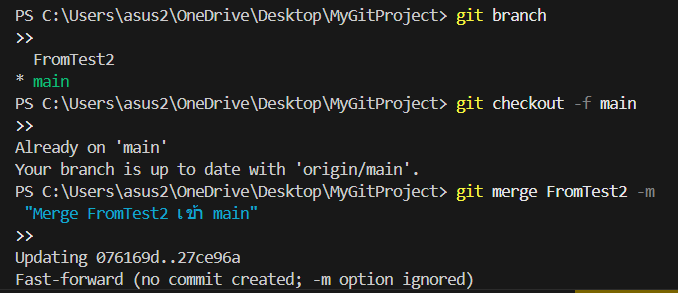 PS C:\Users\asus2\OneDrive\Desktop\MyGitProject> git branch
>>
  FromTest2
* main
PS C:\Users\asus2\OneDrive\Desktop\MyGitProject> git checkout -f main
>>
Already on 'main'
Your branch is up to date with 'origin/main'.
PS C:\Users\asus2\OneDrive\Desktop\MyGitProject> git merge FromTest2 -m
 "Merge FromTest2 เข้า main"
>>
Updating 076169d..27ce96a
Fast-forward (no commit created; -m option ignored)